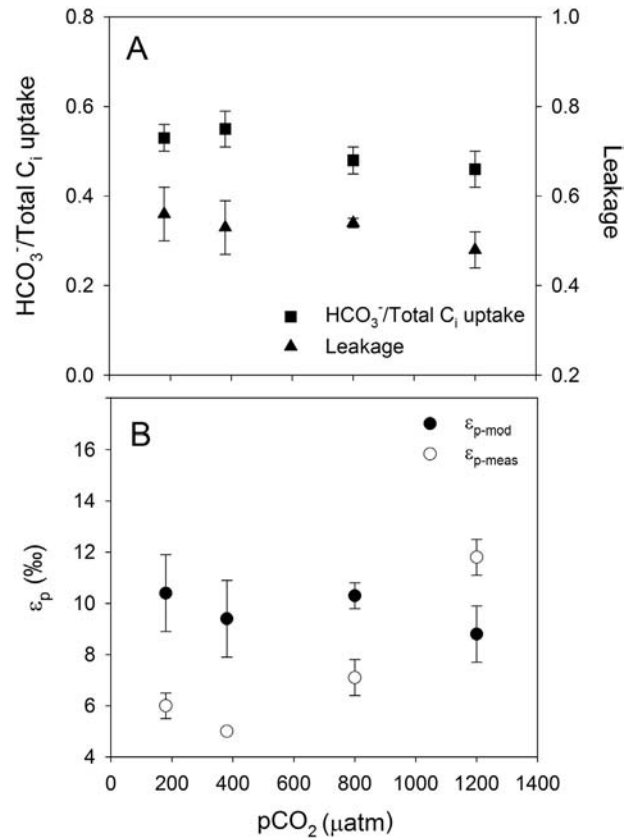 A
HCO₃⁻/Total Cᵢ uptake
0.8
0.6
0.4
0.2
0.0
Leakage
1.0
0.8
0.6
0.4
0.2
HCO₃⁻/Total Cᵢ uptake
Leakage
B
εp-mod
εp-meas
εp (‰)
16
14
12
10
8
6
4
0 200 400 600 800 1000 1200 1400
pCO₂ (μatm)